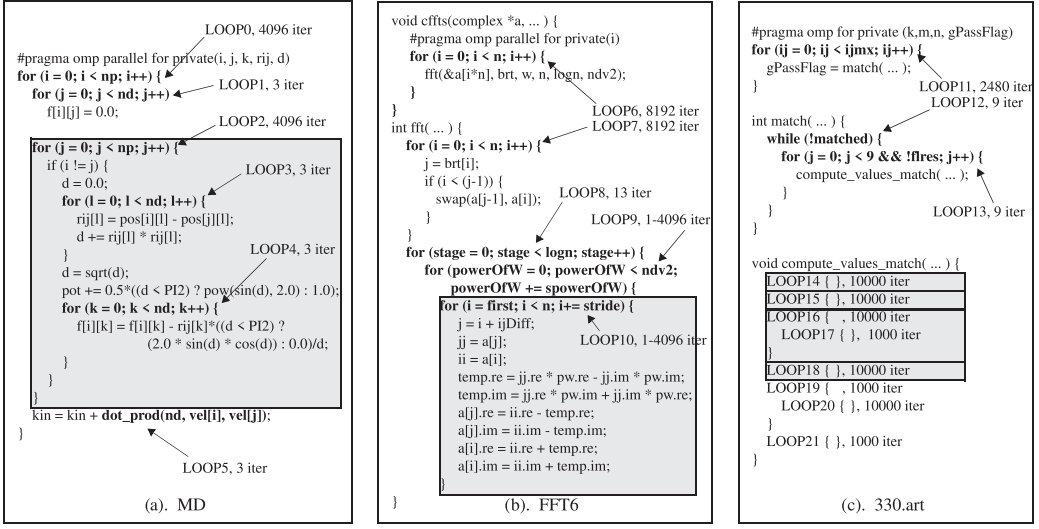 LOOP0, 4096 iter
#pragma omp parallel for private(i, j, k, rij, d)
for (i = 0; i < np; i++) {
LOOP1, 3 iter
for (j = 0; j < nd; j++)
f[i][j] = 0.0;
LOOP2, 4096 iter
for (j = 0; j < np; j++) {
if (i != j) {
LOOP3, 3 iter
d = 0.0;
for (l = 0; l < nd; l++) {
rij[l] = pos[i][l] - pos[j][l];
d += rij[l] * rij[l];
}
LOOP4, 3 iter
d = sqrt(d);
pot += 0.5*((d < PI2) ? pow(sin(d), 2.0) : 1.0);
for (k = 0; k < nd; k++) {
f[i][k] = f[i][k] - rij[k]*((d < PI2) ?
(2.0 * sin(d) * cos(d)) : 0.0)/d;
}
}
}
kin = kin + dot_prod(nd, vel[i], vel[j]);
}
LOOP5, 3 iter
(a). MD
void cffts(complex *a, ... ) {
#pragma omp parallel for private(i)
for (i = 0; i < n; i++) {
fft(&a[i*n], brt, w, n, logn, ndv2);
}
}
LOOP6, 8192 iter
int fft( ... ) {
LOOP7, 8192 iter
for (i = 0; i < n; i++) {
j = brt[i];
if (i < (j-1)) {
swap(a[j-1], a[i]);
}
}
LOOP8, 13 iter
LOOP9, 1-4096 iter
for (stage = 0; stage < logn; stage++) {
for (powerOfW = 0; powerOfW < ndv2;
powerOfW += spowerOfW) {
for (i = first; i < n; i+= stride) {
j = i + ijDiff;
jj = a[j];
LOOP10, 1-4096 iter
ii = a[i];
temp.re = jj.re * pw.re - jj.im * pw.im;
temp.im = jj.re * pw.im + jj.im * pw.re;
a[j].re = ii.re - temp.re;
a[j].im = ii.im - temp.im;
a[i].re = ii.re + temp.re;
a[i].im = ii.im + temp.im;
}
}
(b). FFT6
#pragma omp for private (k,m,n, gPassFlag)
for (ij = 0; ij < ijmx; ij++) {
gPassFlag = match( ... );
}
LOOP11, 2480 iter
LOOP12, 9 iter
int match( ... ) {
while (!matched) {
for (j = 0; j < 9 && !flres; j++) {
compute_values_match( ... );
}
}
}
LOOP13, 9 iter
void compute_values_match( ... ) {
LOOP14 { }, 10000 iter
LOOP15 { }, 10000 iter
LOOP16 { , 10000 iter
LOOP17 { }, 1000 iter
}
LOOP18 { }, 10000 iter
LOOP19 { , 1000 iter
LOOP20 { }, 10000 iter
}
LOOP21 { }, 1000 iter
}
(c). 330.art